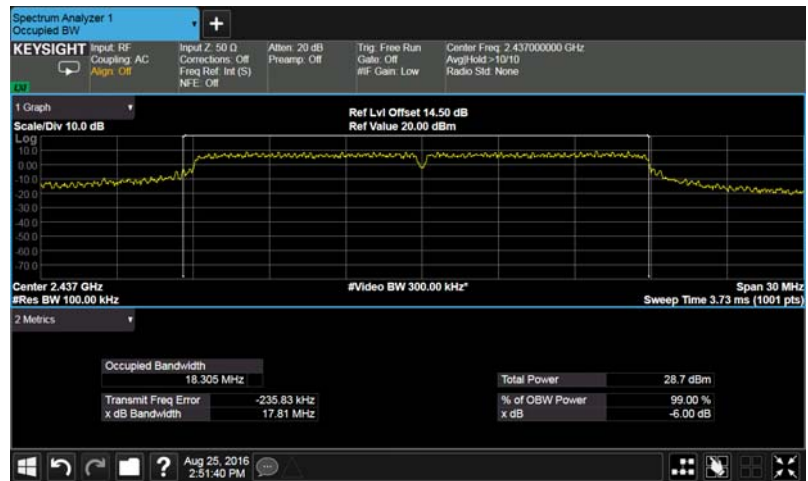 Spectrum Analyzer 1
Occupied BW
+
KEYSIGHT Input: RF Input Z: 50 Ω Atten: 20 dB Trig: Free Run Center Freq: 2.437000000 GHz
Coupling: AC Corrections: Off Preamp: Off Gate: Off Avg|Hold:>10/10
Align: Off Freq Ref: Int (S) #IF Gain: Low Radio Std: None
NFE: Off
1 Graph
Ref Lvl Offset 14.50 dB
Scale/Div 10.0 dB Ref Value 20.00 dBm
Log
10.0
0.00
-10.0
-20.0
-30.0
-40.0
-50.0
-60.0
-70.0
Center 2.437 GHz #Video BW 300.00 kHz* Span 30 MHz
#Res BW 100.00 kHz Sweep Time 3.73 ms (1001 pts)
2 Metrics
Occupied Bandwidth
18.305 MHz Total Power 28.7 dBm
Transmit Freq Error -235.83 kHz % of OBW Power 99.00 %
x dB Bandwidth 17.81 MHz x dB -6.00 dB
? Aug 25, 2016
2:51:40 PM